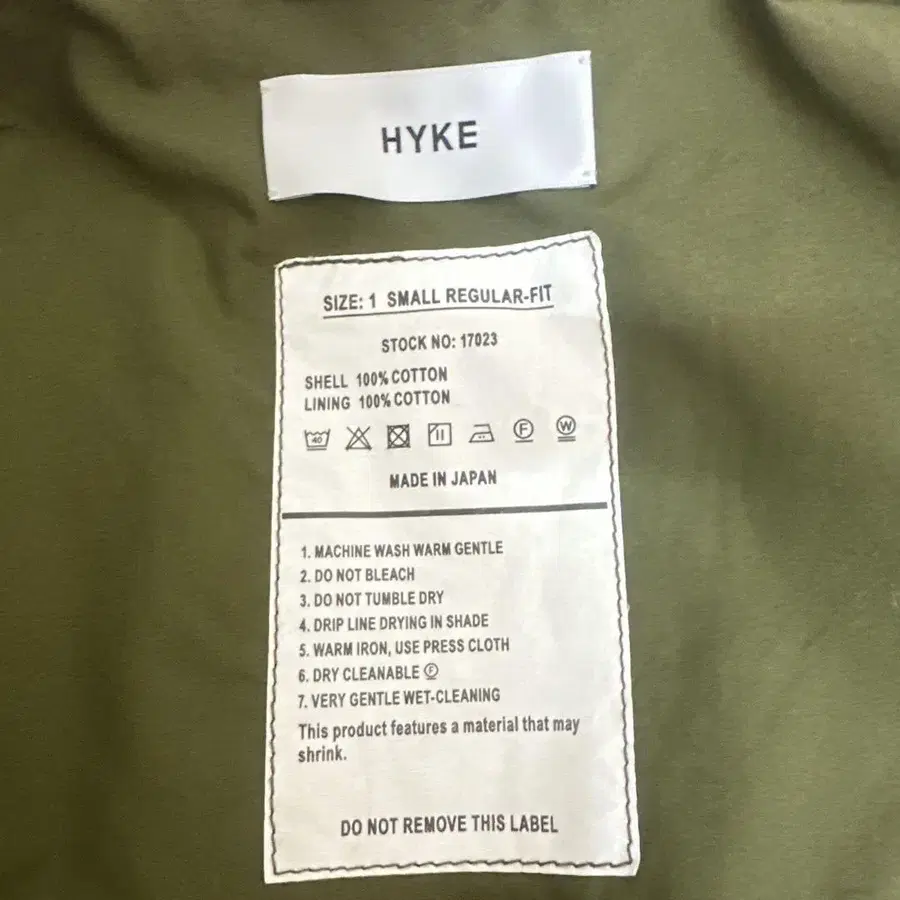 HYKE
SIZE: 1 SMALL REGULAR-FIT
STOCK NO: 17023
SHELL 100% COTTON
LINING 100% COTTON
40 F W
MADE IN JAPAN
1. MACHINE WASH WARM GENTLE
2. DO NOT BLEACH
3. DO NOT TUMBLE DRY
4. DRIP LINE DRYING IN SHADE
5. WARM IRON, USE PRESS CLOTH
6. DRY CLEANABLE Ⓕ
7. VERY GENTLE WET-CLEANING
This product features a material that may
shrink.
DO NOT REMOVE THIS LABEL